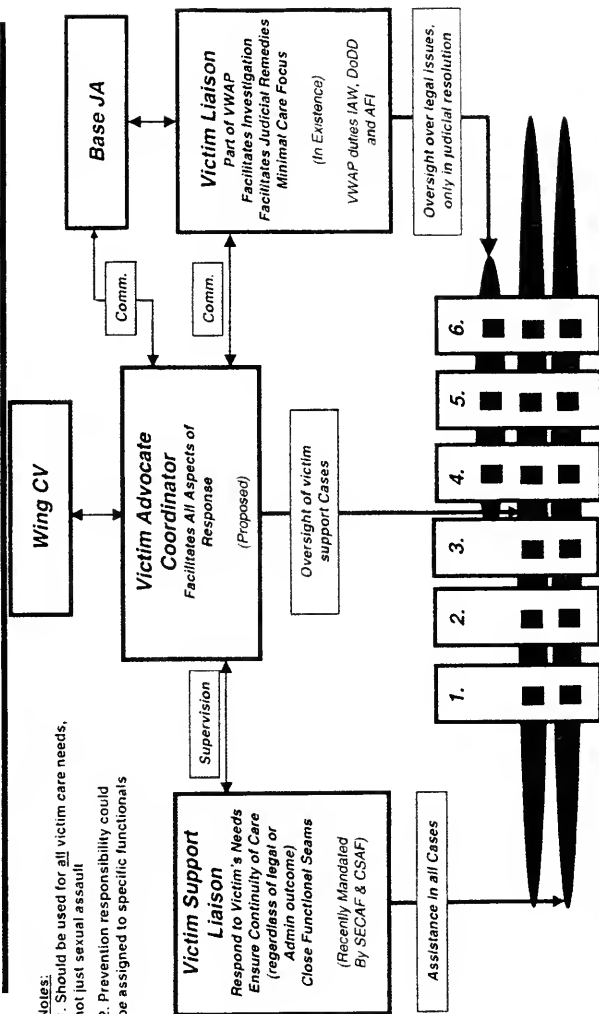 Notes:
. Should be used for all victim care needs,
not just sexual assault
2. Prevention responsibility could
be assigned to specific functionals
Wing CV
Base JA
Comm.
Victim Advocate
Coordinator
Facilitates All Aspects of
Response
(Proposed)
Supervision
Comm.
Victim Support
Liaison
Respond to Victim's Needs
Ensure Continuity of Care
(regardless of legal or
Admin outcome)
Close Functional Seams
(Recently Mandated
By SECAF & CSAF)
Victim Liaison
Part of VWAP
Facilitates Investigation
Facilitates Judicial Remedies
Minimal Care Focus
(In Existence)
VWAP duties IAW, DoDD
and AFI
Assistance in all Cases
Oversight of victim
support Cases
Oversight over legal issues,
only in judicial resolution
1.
2.
3.
4.
5.
6.